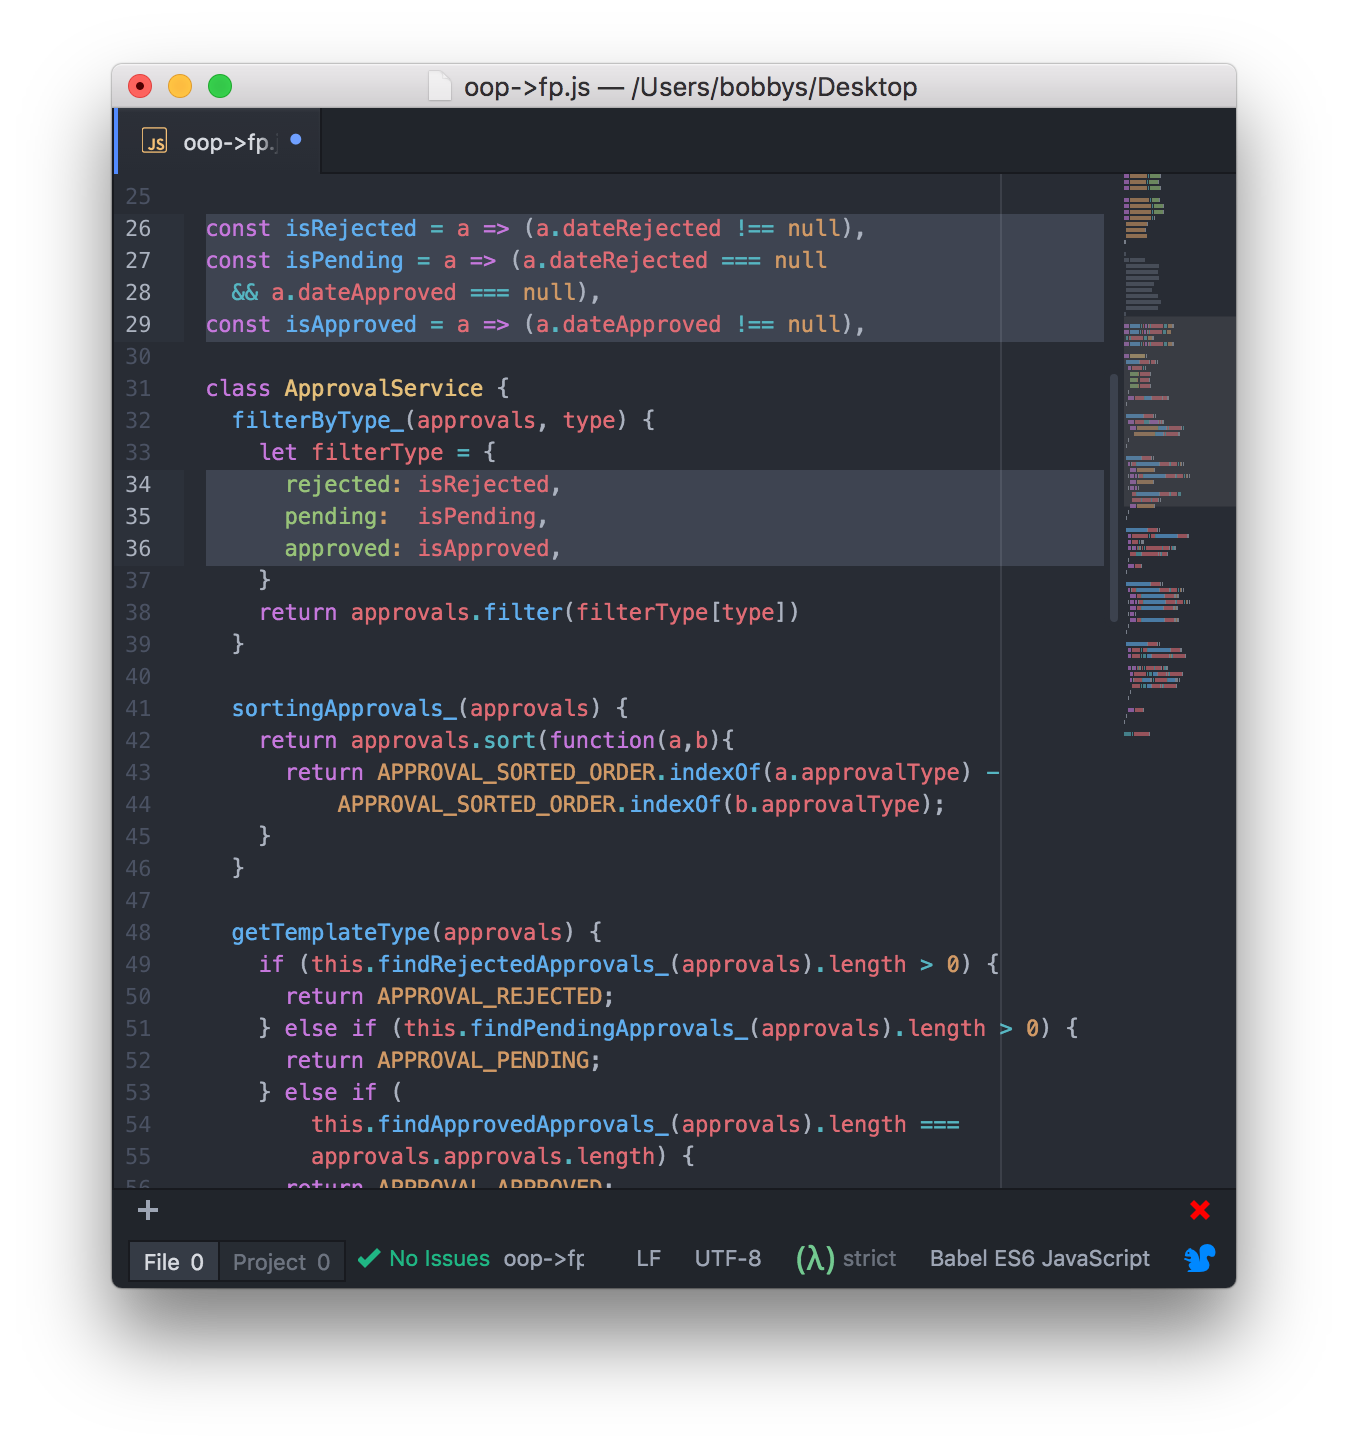 oop->fp.js — /Users/bobbys/Desktop
JS oop->fp.j
25
26 const isRejected = a => (a.dateRejected !== null),
27 const isPending = a => (a.dateRejected === null
28   && a.dateApproved === null),
29 const isApproved = a => (a.dateApproved !== null),
30
31 class ApprovalService {
32   filterByType_(approvals, type) {
33     let filterType = {
34       rejected: isRejected,
35       pending:  isPending,
36       approved: isApproved,
37     }
38     return approvals.filter(filterType[type])
39   }
40
41   sortingApprovals_(approvals) {
42     return approvals.sort(function(a,b){
43       return APPROVAL_SORTED_ORDER.indexOf(a.approvalType) -
44           APPROVAL_SORTED_ORDER.indexOf(b.approvalType);
45     }
46   }
47
48   getTemplateType(approvals) {
49     if (this.findRejectedApprovals_(approvals).length > 0) {
50       return APPROVAL_REJECTED;
51     } else if (this.findPendingApprovals_(approvals).length > 0) {
52       return APPROVAL_PENDING;
53     } else if (
54         this.findApprovedApprovals_(approvals).length ===
55         approvals.approvals.length) {
56       return APPROVAL_APPROVED;
File 0 Project 0 No Issues oop->fp LF UTF-8 (λ) strict Babel ES6 JavaScript